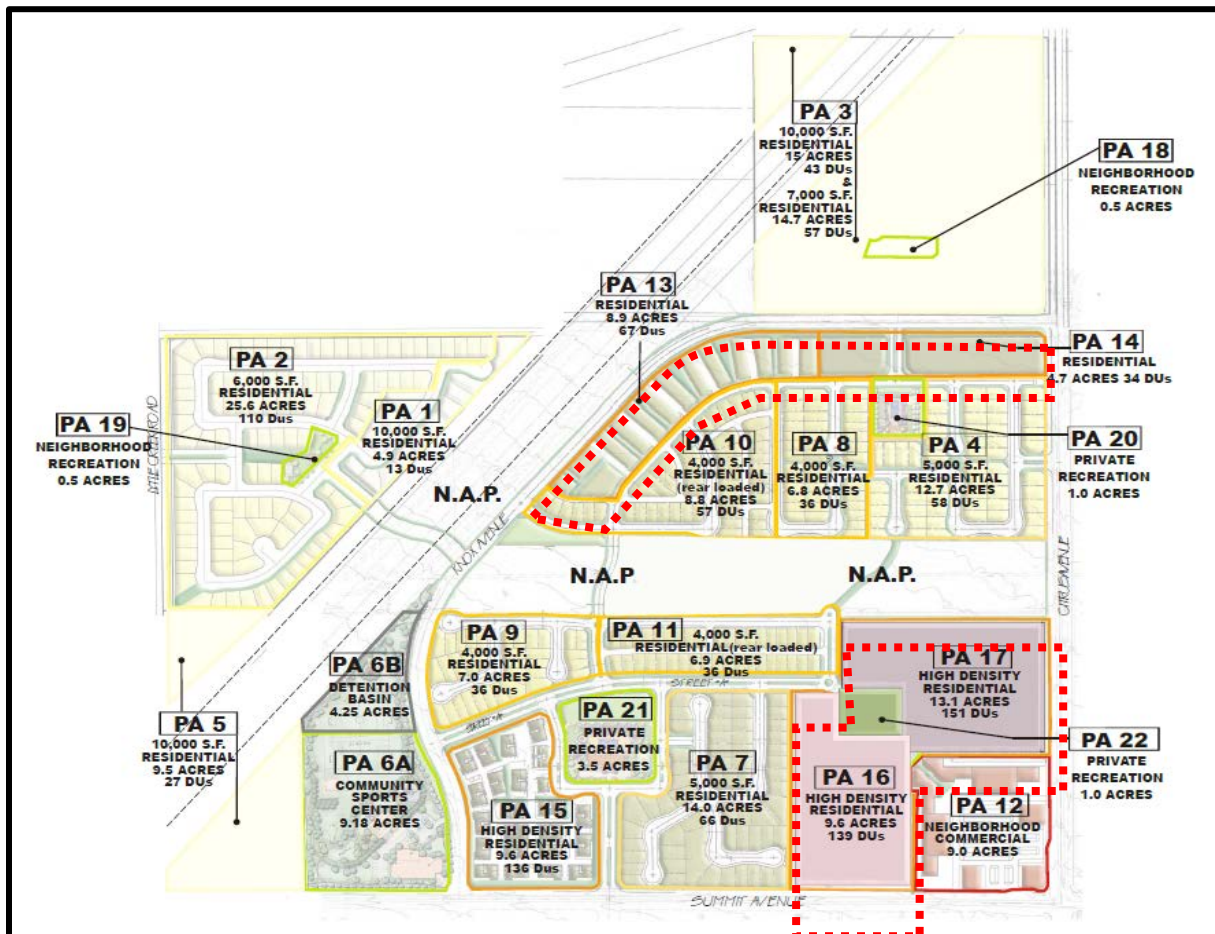 PA 3
10,000 S.F.
RESIDENTIAL
15 ACRES
43 DUs
&
7,000 S.F.
RESIDENTIAL
14.7 ACRES
57 DUs
PA 18
NEIGHBORHOOD
RECREATION
0.5 ACRES
PA 13
RESIDENTIAL
8.9 ACRES
67 Dus
PA 14
RESIDENTIAL
4.7 ACRES 34 DUs
PA 2
6,000 S.F.
RESIDENTIAL
25.6 ACRES
110 Dus
PA 1
10,000 S.F.
RESIDENTIAL
4.9 ACRES
13 Dus
PA 19
NEIGHBORHOOD
RECREATION
0.5 ACRES
LYTLE CREEK ROAD
N.A.P.
KNOX AVENUE
PA 10
4,000 S.F.
RESIDENTIAL
(rear loaded)
8.8 ACRES
57 DUs
PA 8
4,000 S.F.
RESIDENTIAL
6.8 ACRES
36 DUs
PA 4
5,000 S.F.
RESIDENTIAL
12.7 ACRES
58 DUs
PA 20
PRIVATE
RECREATION
1.0 ACRES
N.A.P
N.A.P.
CITRUS AVENUE
PA 9
4,000 S.F.
RESIDENTIAL
7.0 ACRES
36 Dus
PA 11
4,000 S.F.
RESIDENTIAL(rear loaded)
6.9 ACRES
36 Dus
STREET "A"
STREET "A"
PA 6B
DETENTION
BASIN
4.25 ACRES
PA 17
HIGH DENSITY
RESIDENTIAL
13.1 ACRES
151 DUs
PA 5
10,000 S.F.
RESIDENTIAL
9.5 ACRES
27 DUs
PA 21
PRIVATE
RECREATION
3.5 ACRES
PA 22
PRIVATE
RECREATION
1.0 ACRES
PA 6A
COMMUNITY
SPORTS
CENTER
9.18 ACRES
PA 7
5,000 S.F.
RESIDENTIAL
14.0 ACRES
66 Dus
PA 16
HIGH DENSITY
RESIDENTIAL
9.6 ACRES
139 DUs
PA 15
HIGH DENSITY
RESIDENTIAL
9.6 ACRES
136 Dus
PA 12
NEIGHBORHOOD
COMMERCIAL
9.0 ACRES
SUMMIT AVENUE